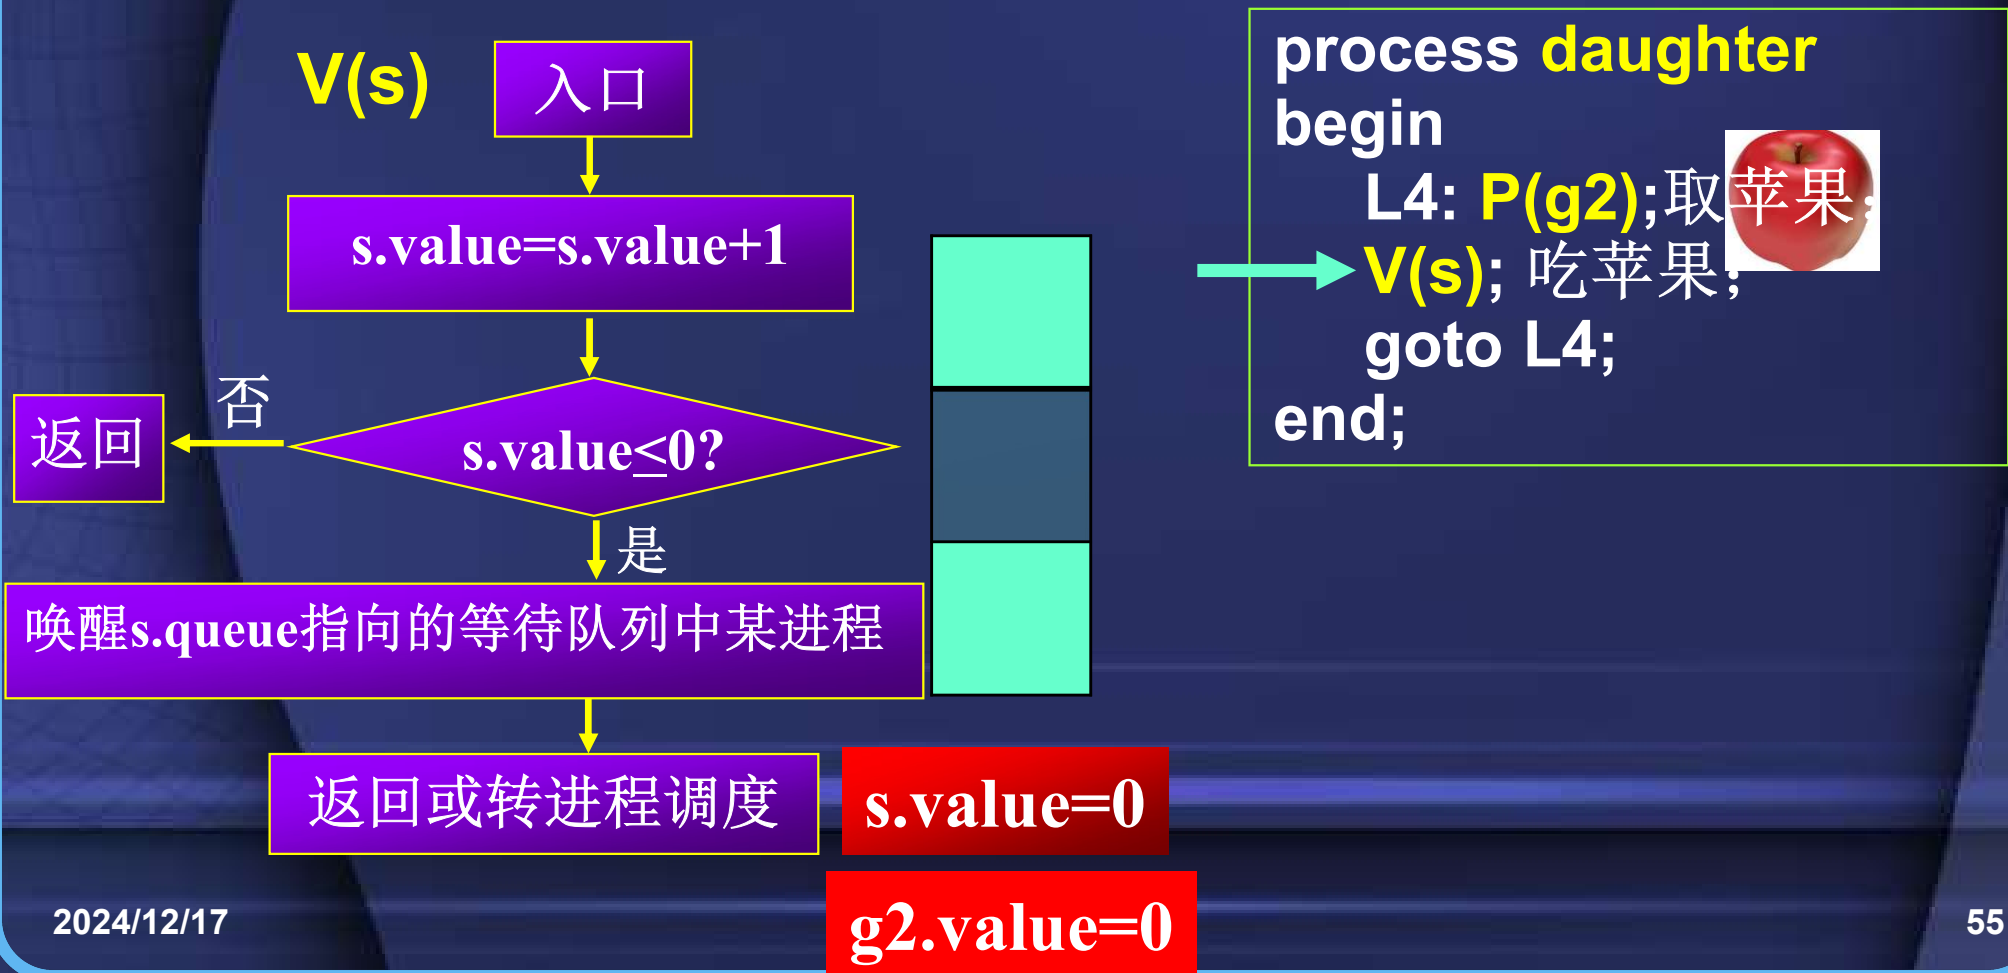 V(s)
入口
s.value=s.value+1
s.value≤0?
否
返回
是
唤醒s.queue指向的等待队列中某进程
返回或转进程调度
process daughter
begin
L4: P(g2);取苹果;
V(s); 吃苹果;
goto L4;
end;
s.value=0
g2.value=0
2024/12/17
55